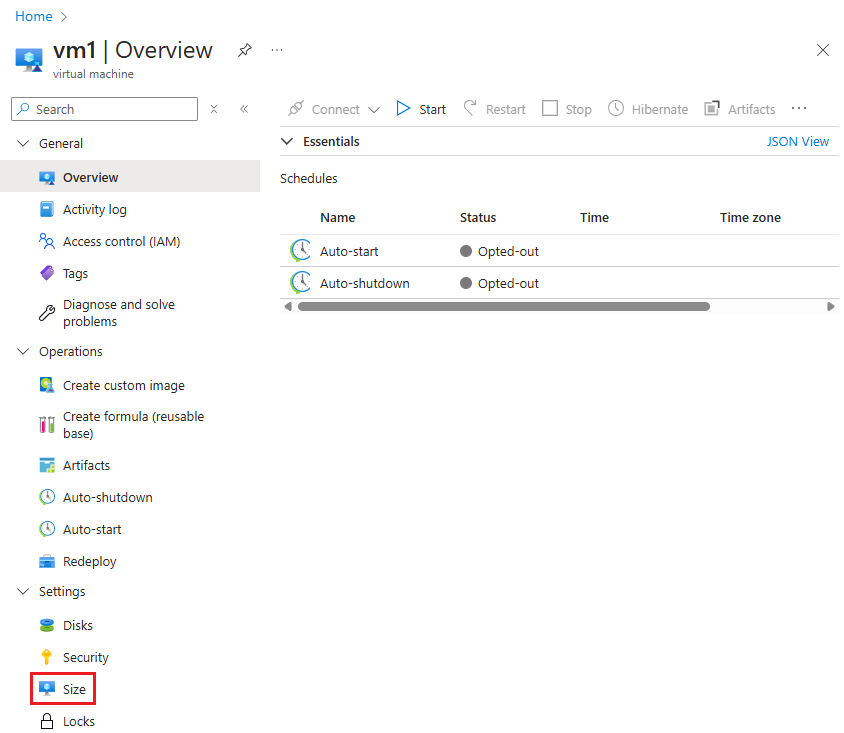 Home
vm1 | Overview
virtual machine
Search
Connect Start Restart Stop Hibernate Artifacts
General
Essentials JSON View
Overview
Schedules
Activity log
Name Status Time Time zone
Access control (IAM)
Auto-start Opted-out
Tags
Auto-shutdown Opted-out
Diagnose and solve
problems
Operations
Create custom image
Create formula (reusable
base)
Artifacts
Auto-shutdown
Auto-start
Redeploy
Settings
Disks
Security
Size
Locks